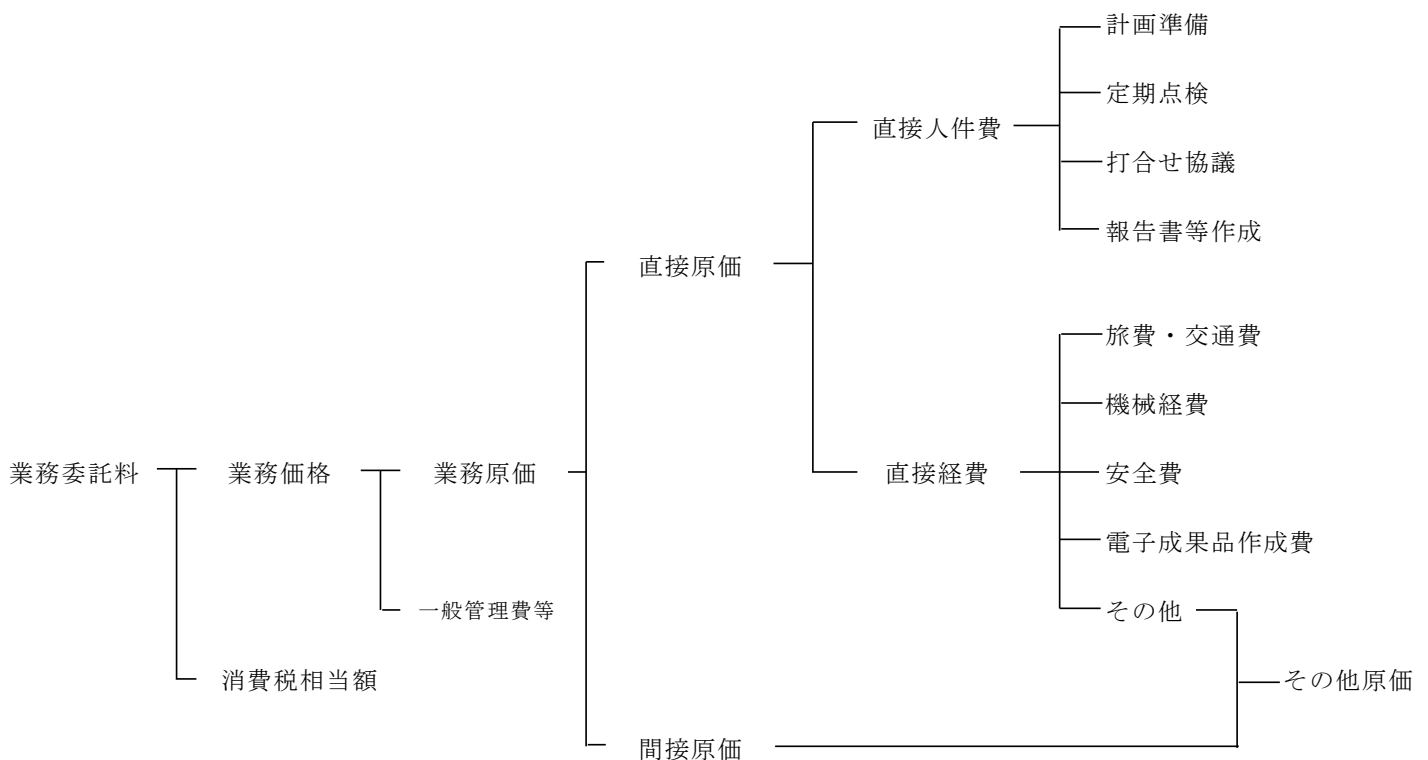 計画準備
定期点検
直接人件費
打合せ協議
報告書等作成
直接原価
旅費・交通費
機械経費
業務委託料
業務価格
業務原価
直接経費
安全費
電子成果品作成費
一般管理費等
その他
消費税相当額
その他原価
間接原価